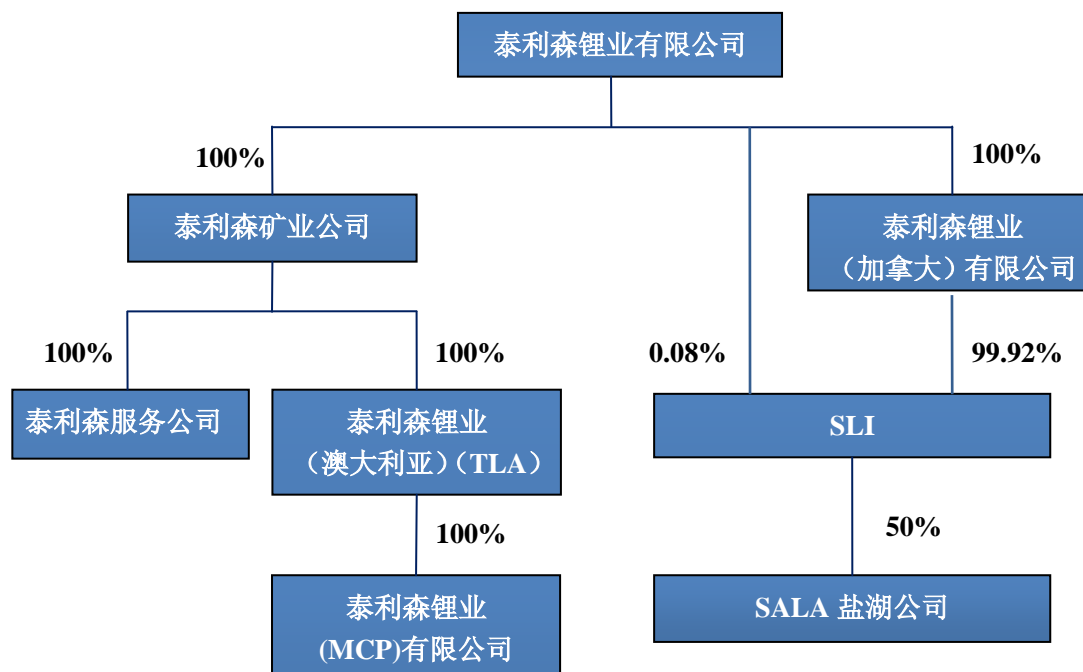 泰利森锂业有限公司
100%
100%
泰利森矿业公司
泰利森锂业
（加拿大）有限公司
100%
100%
0.08%
99.92%
泰利森服务公司
泰利森锂业
（澳大利亚）（TLA）
SLI
100%
50%
泰利森锂业
(MCP)有限公司
SALA 盐湖公司